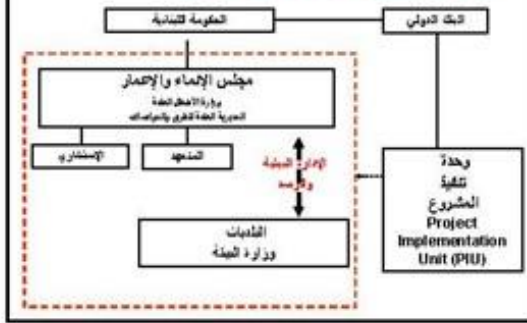 الحكومة اللبنانية
البنك الدولي
مجلس الإنماء والإعمار
وزارة الأشغال العامة
المديرية العامة للطرق والمواصلات
الإستشاري
المتعهد
الإدارة البيئية
والرصد
البلديات
وزارة البيئة
وحدة
تنفيذ
المشروع
Project
Implementation
Unit (PIU)